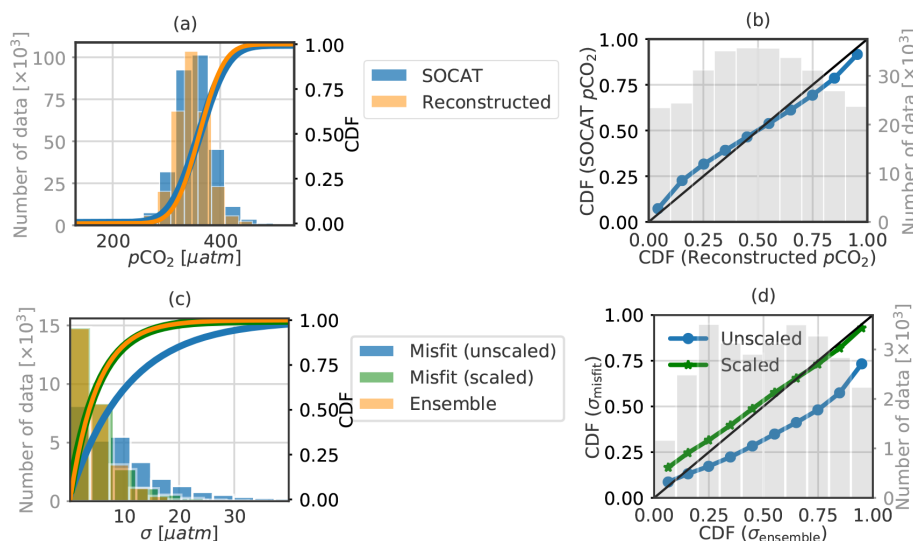 (a)
Number of data [×10³]
100
75
50
25
0
1.00
0.75
0.50
0.25
0.00
CDF
200
400
pCO₂ [μatm]
SOCAT
Reconstructed
(b)
CDF (SOCAT pCO₂)
1.00
0.75
0.50
0.25
0.00
30
20
10
0
Number of data [×10³]
0.00 0.25 0.50 0.75 1.00
CDF (Reconstructed pCO₂)
(c)
Number of data [×10³]
15
10
5
0
1.00
0.75
0.50
0.25
0.00
CDF
10
30
σ [μatm]
Misfit (unscaled)
Misfit (scaled)
Ensemble
(d)
CDF (σmisfit)
1.00
0.75
0.50
0.25
0.00
Unscaled
Scaled
3
2
1
0
Number of data [×10³]
0.00 0.25 0.50 0.75 1.00
CDF (σensemble)